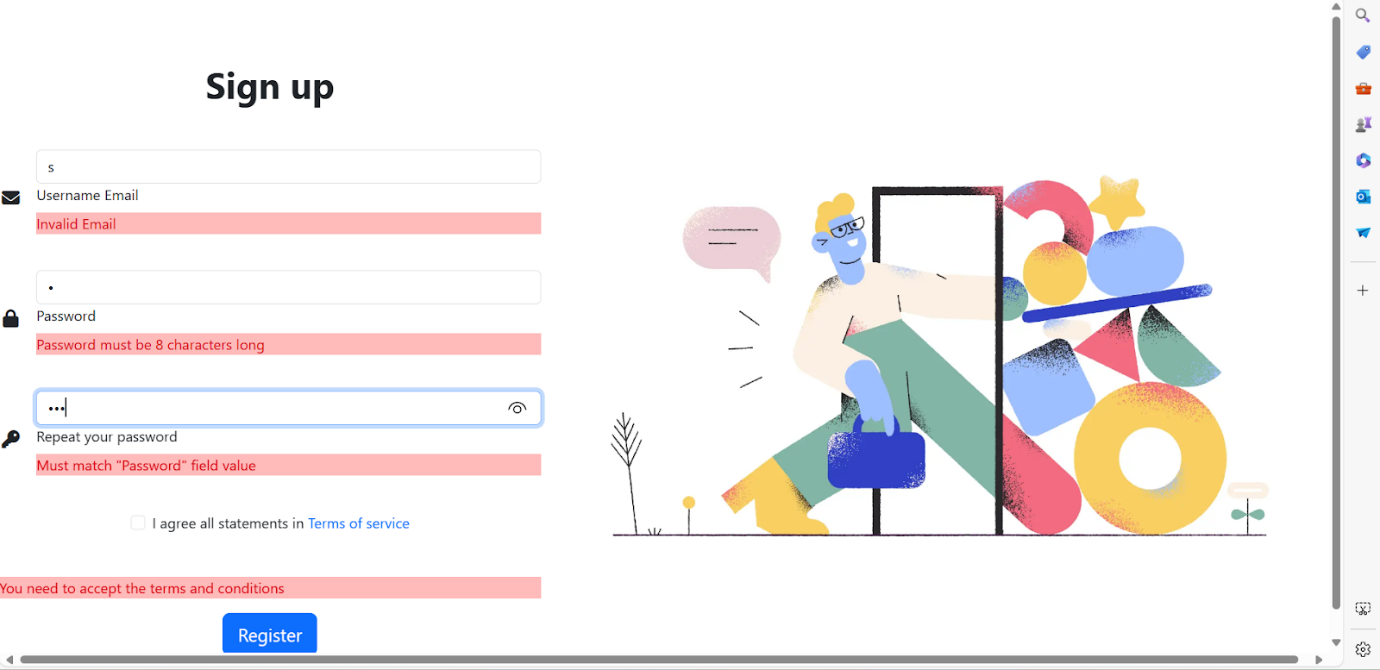 Sign up
s
Username Email
Invalid Email
•
Password
Password must be 8 characters long
•••
Repeat your password
Must match "Password" field value
I agree all statements in Terms of service
You need to accept the terms and conditions
Register